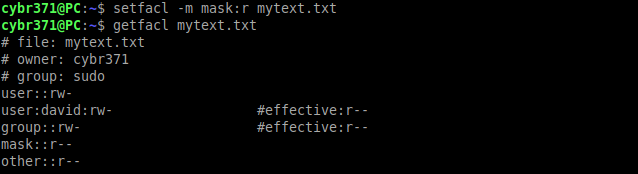 cybr371@PC:~$ setfacl -m mask:r mytext.txt
cybr371@PC:~$ getfacl mytext.txt
# file: mytext.txt
# owner: cybr371
# group: sudo
user::rw-
user:david:rw-                  #effective:r--
group::rw-                      #effective:r--
mask::r--
other::r--